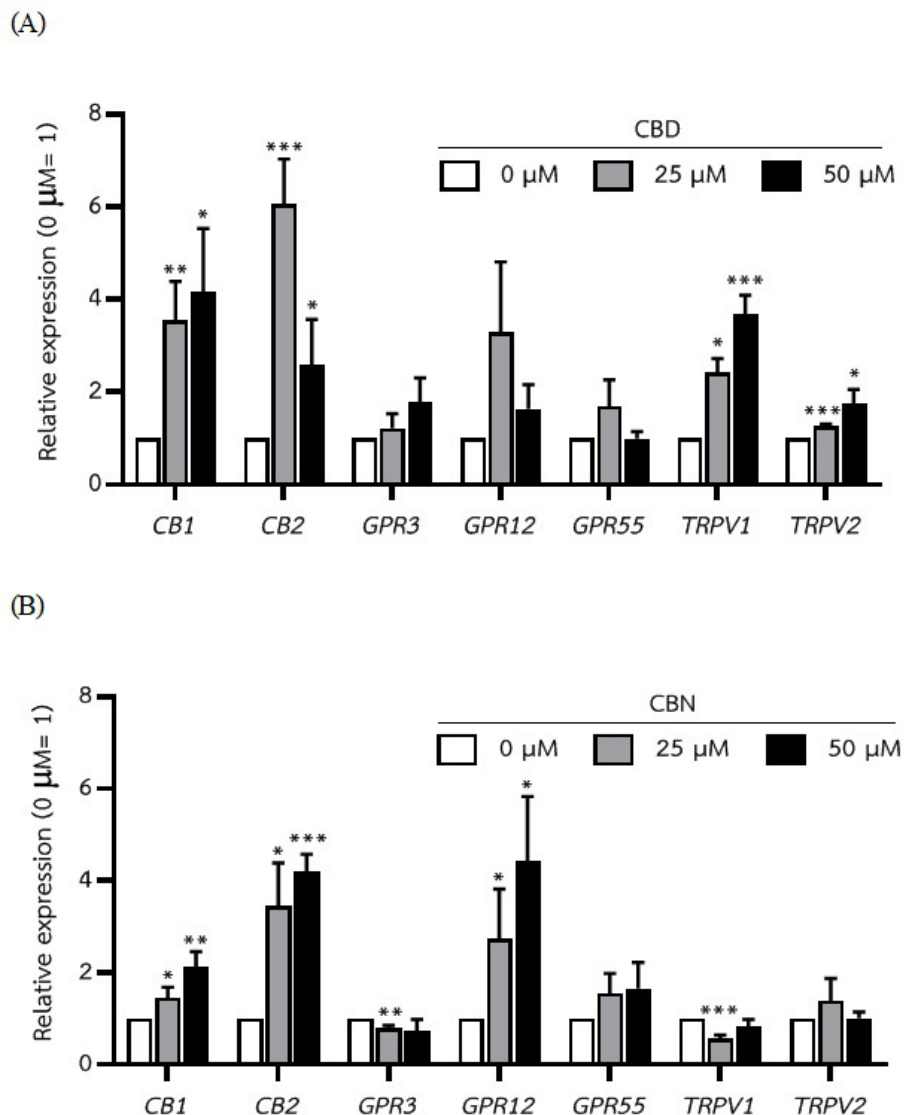 (A)
Relative expression (0 µM= 1)
8
6
4
2
0
CBD
0 µM 25 µM 50 µM
** * *** * * *** *** *
CB1 CB2 GPR3 GPR12 GPR55 TRPV1 TRPV2
(B)
Relative expression (0 µM= 1)
8
6
4
2
0
CBN
0 µM 25 µM 50 µM
* ** * *** ** * * ***
CB1 CB2 GPR3 GPR12 GPR55 TRPV1 TRPV2